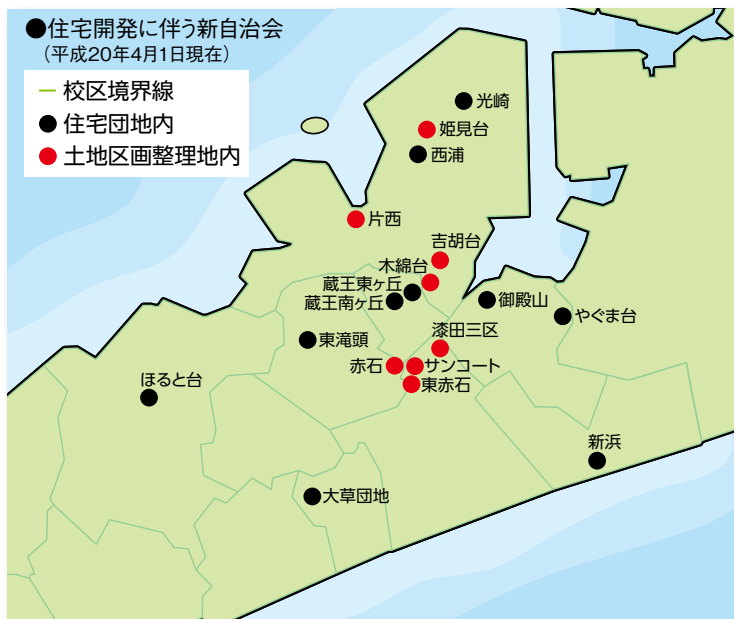 ●住宅開発に伴う新自治会
（平成20年4月1日現在）
校区境界線
住宅団地内
土地区画整理地内
光崎
姫見台
西浦
片西
吉胡台
木綿台
蔵王東ヶ丘
蔵王南ヶ丘
御殿山
やぐま台
漆田三区
東滝頭
赤石
サンコート
東赤石
ほると台
新浜
大草団地